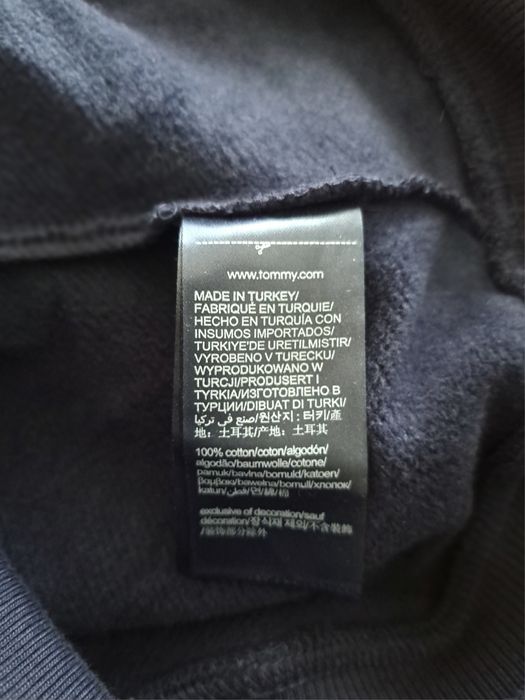 www.tommy.com
MADE IN TURKEY/
FABRIQUÉ EN TURQUIE/
HECHO EN TURQUÍA CON
INSUMOS IMPORTADOS/
TURKIYE'DE URETILMISTIR/
VYROBENO V TURECKU/
WYPRODUKOWANO W
TURCJI/PRODUSERT I
TYRKIA/ИЗГОТОВЛЕНО В
ТУРЦИИ/DIBUAT DI TURKI/
صنع في تركيا/원산지 : 터키/產
地：土耳其/产地：土耳其
100% cotton/coton/algodón/
algodão/baumwolle/cotone/
pamuk/bavlna/bomuld/katoen/
βαμβακι/bawełna/bomull/хлопок/
katun/قطن/면/綿/棉
exclusive of decoration/sauf
décoration/장식재 제외/不含裝飾
/装饰部分除外